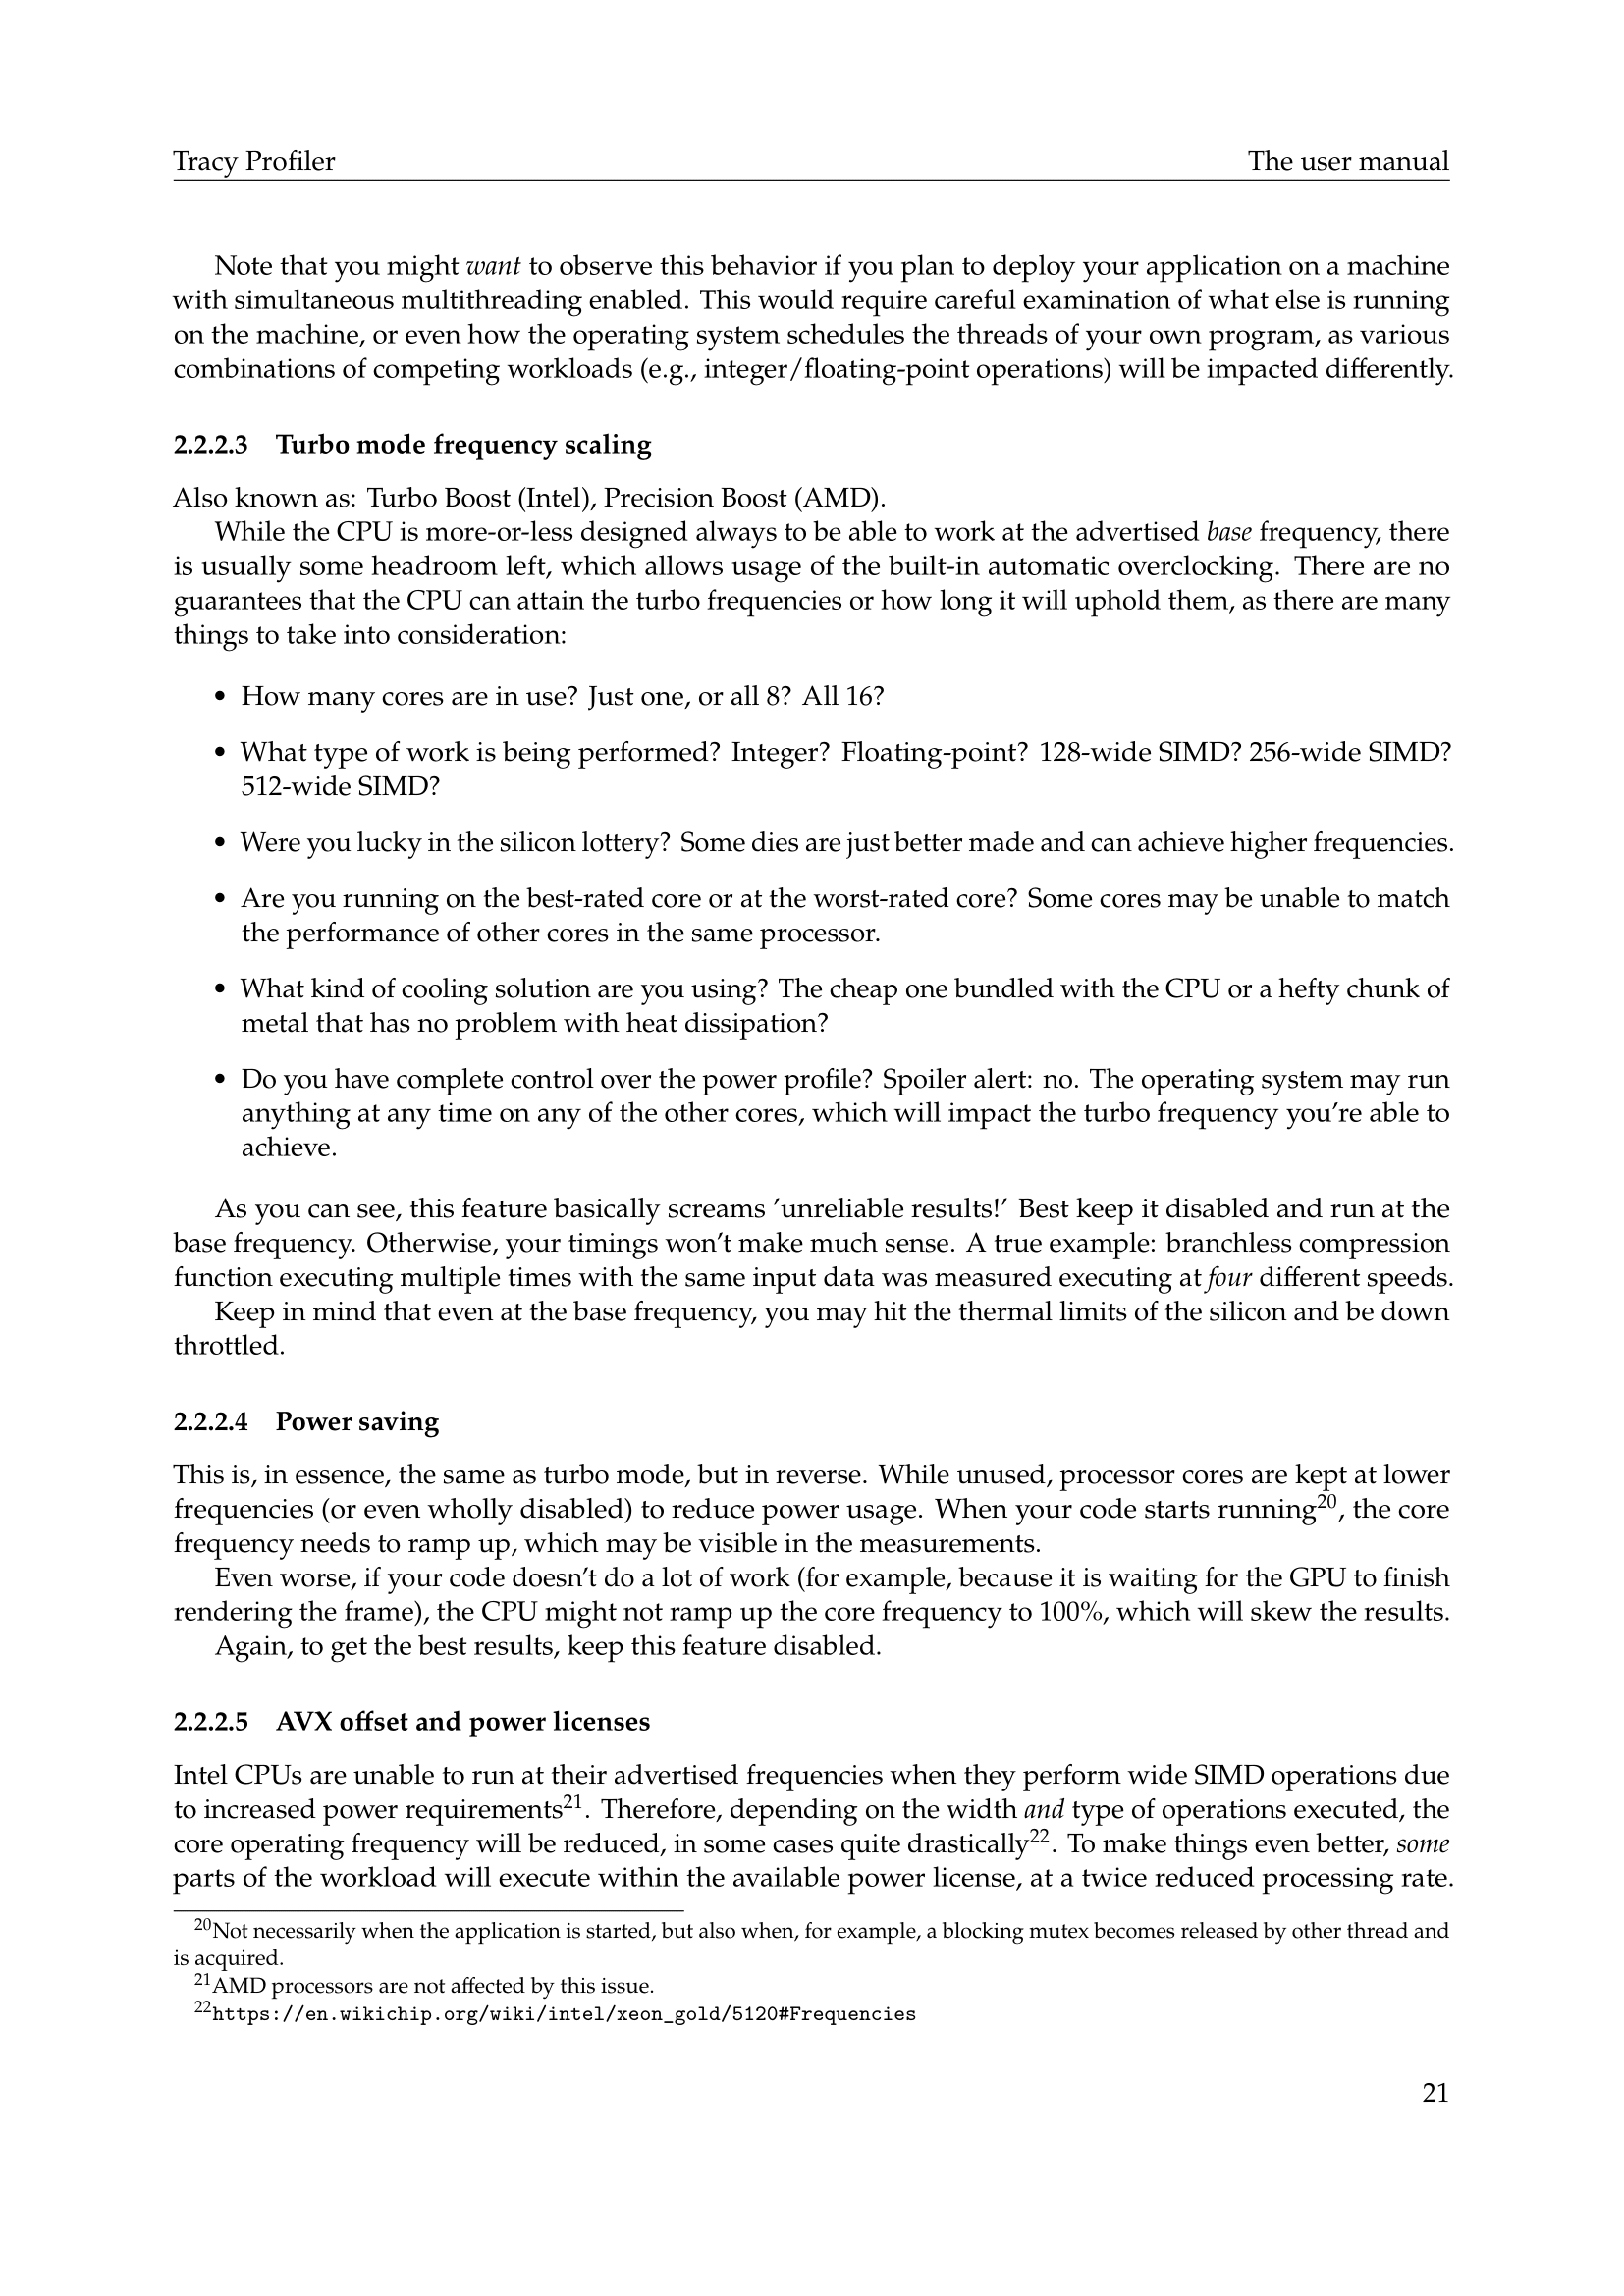 Tracy Profiler The user manual
Note that you might want to observe this behavior if you plan to deploy your application on a machine
with simultaneous multithreading enabled. This would require careful examination of what else is running
on the machine, or even how the operating system schedules the threads of your own program, as various
combinations of competing workloads (e.g., integer/floating-point operations) will be impacted differently.
2.2.2.3 Turbo mode frequency scaling
Also known as: Turbo Boost (Intel), Precision Boost (AMD).
While the CPU is more-or-less designed always to be able to work at the advertised base frequency, there
is usually some headroom left, which allows usage of the built-in automatic overclocking. There are no
guarantees that the CPU can attain the turbo frequencies or how long it will uphold them, as there are many
things to take into consideration:
• How many cores are in use? Just one, or all 8? All 16?
• What type of work is being performed? Integer? Floating-point? 128-wide SIMD? 256-wide SIMD?
512-wide SIMD?
• Were you lucky in the silicon lottery? Some dies are just better made and can achieve higher frequencies.
• Are you running on the best-rated core or at the worst-rated core? Some cores may be unable to match
the performance of other cores in the same processor.
• What kind of cooling solution are you using? The cheap one bundled with the CPU or a hefty chunk of
metal that has no problem with heat dissipation?
• Do you have complete control over the power profile? Spoiler alert: no. The operating system may run
anything at any time on any of the other cores, which will impact the turbo frequency you're able to
achieve.
As you can see, this feature basically screams ’unreliable results!’ Best keep it disabled and run at the
base frequency. Otherwise, your timings won’t make much sense. A true example: branchless compression
function executing multiple times with the same input data was measured executing at four different speeds.
Keep in mind that even at the base frequency, you may hit the thermal limits of the silicon and be down
throttled.
2.2.2.4 Power saving
This is, in essence, the same as turbo mode, but in reverse. While unused, processor cores are kept at lower
frequencies (or even wholly disabled) to reduce power usage. When your code starts running20, the core
frequency needs to ramp up, which may be visible in the measurements.
Even worse, if your code doesn’t do a lot of work (for example, because it is waiting for the GPU to finish
rendering the frame), the CPU might not ramp up the core frequency to 100%, which will skew the results.
Again, to get the best results, keep this feature disabled.
2.2.2.5 AVX offset and power licenses
Intel CPUs are unable to run at their advertised frequencies when they perform wide SIMD operations due
to increased power requirements21. Therefore, depending on the width and type of operations executed, the
core operating frequency will be reduced, in some cases quite drastically22. To make things even better, some
parts of the workload will execute within the available power license, at a twice reduced processing rate.
20Not necessarily when the application is started, but also when, for example, a blocking mutex becomes released by other thread and
is acquired.
21AMD processors are not affected by this issue.
22https://en.wikichip.org/wiki/intel/xeon_gold/5120#Frequencies
21